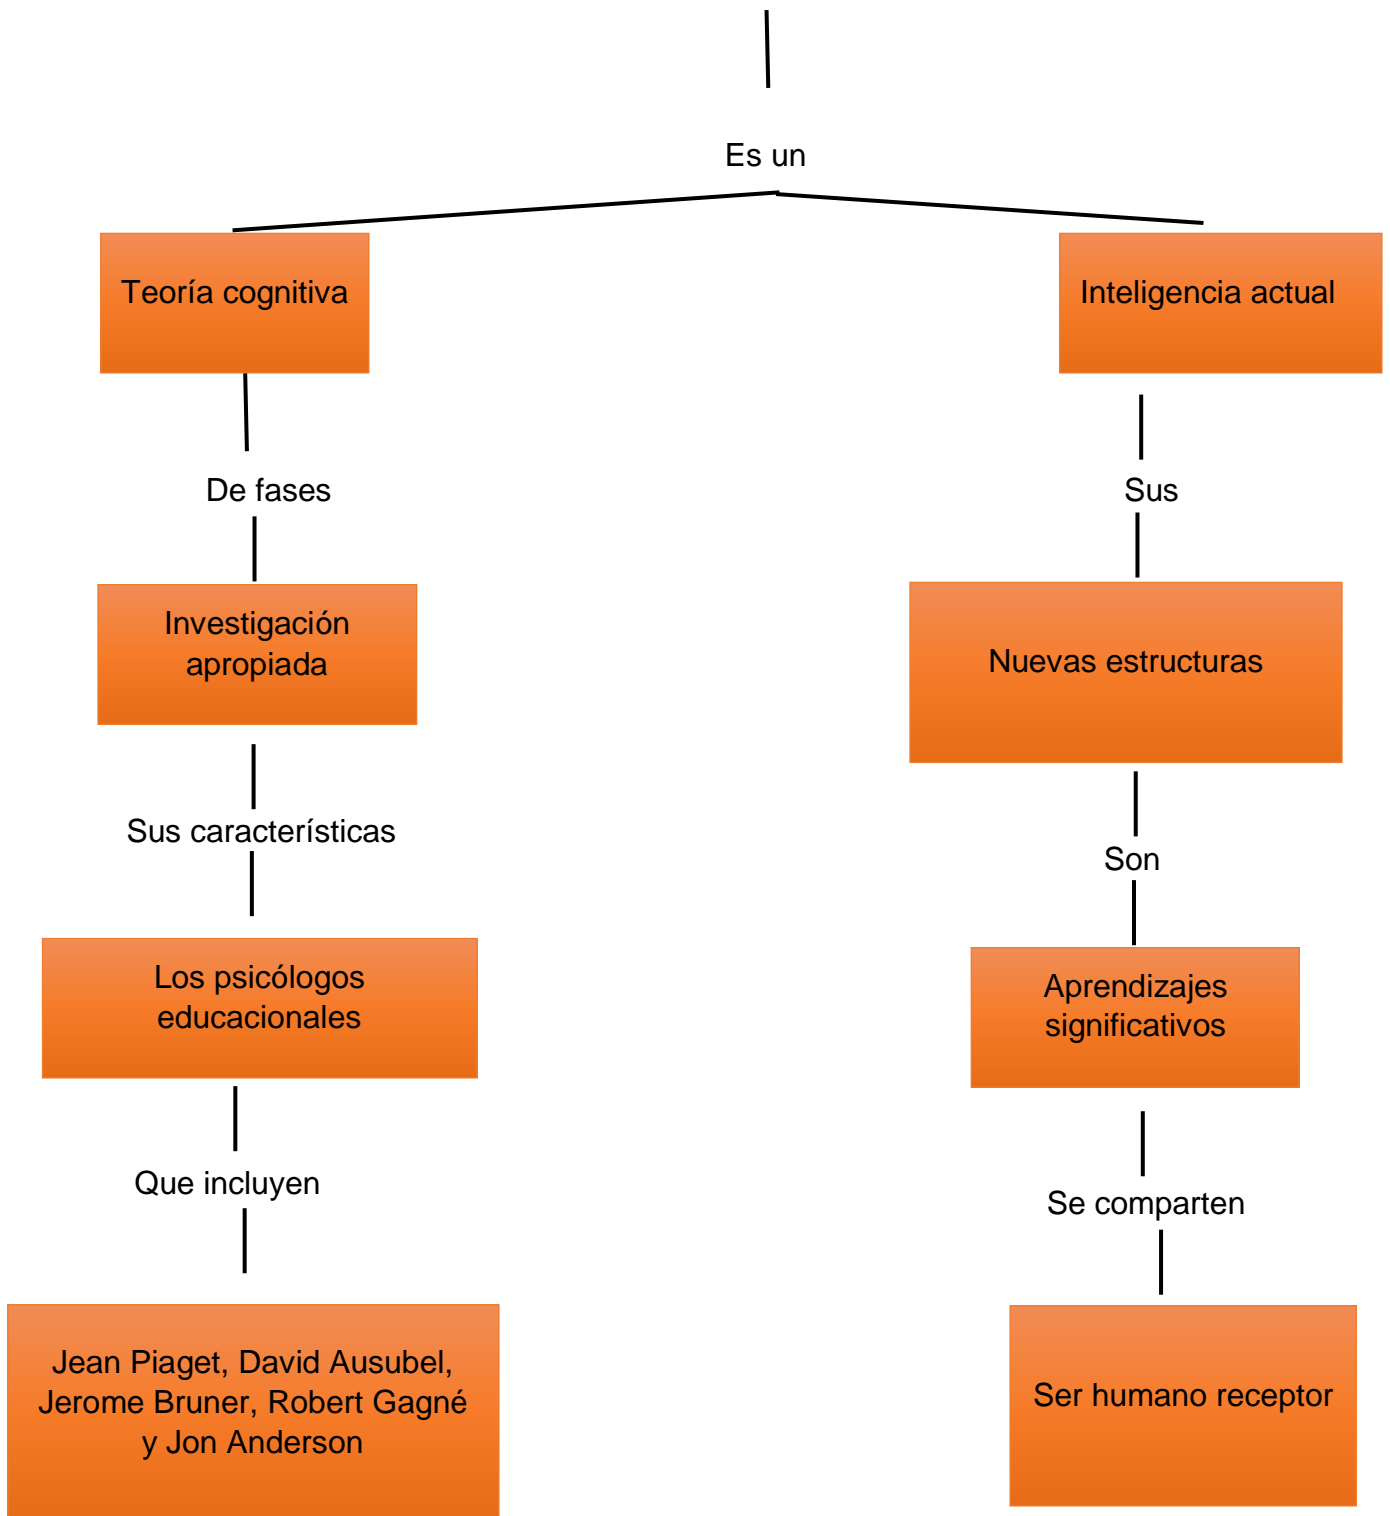 Es un
Teoría cognitiva
Inteligencia actual
De fases
Sus
Investigación
apropiada
Nuevas estructuras
Sus características
Son
Los psicólogos
educacionales
Aprendizajes
significativos
Que incluyen
Se comparten
Jean Piaget, David Ausubel,
Jerome Bruner, Robert Gagné
y Jon Anderson
Ser humano receptor